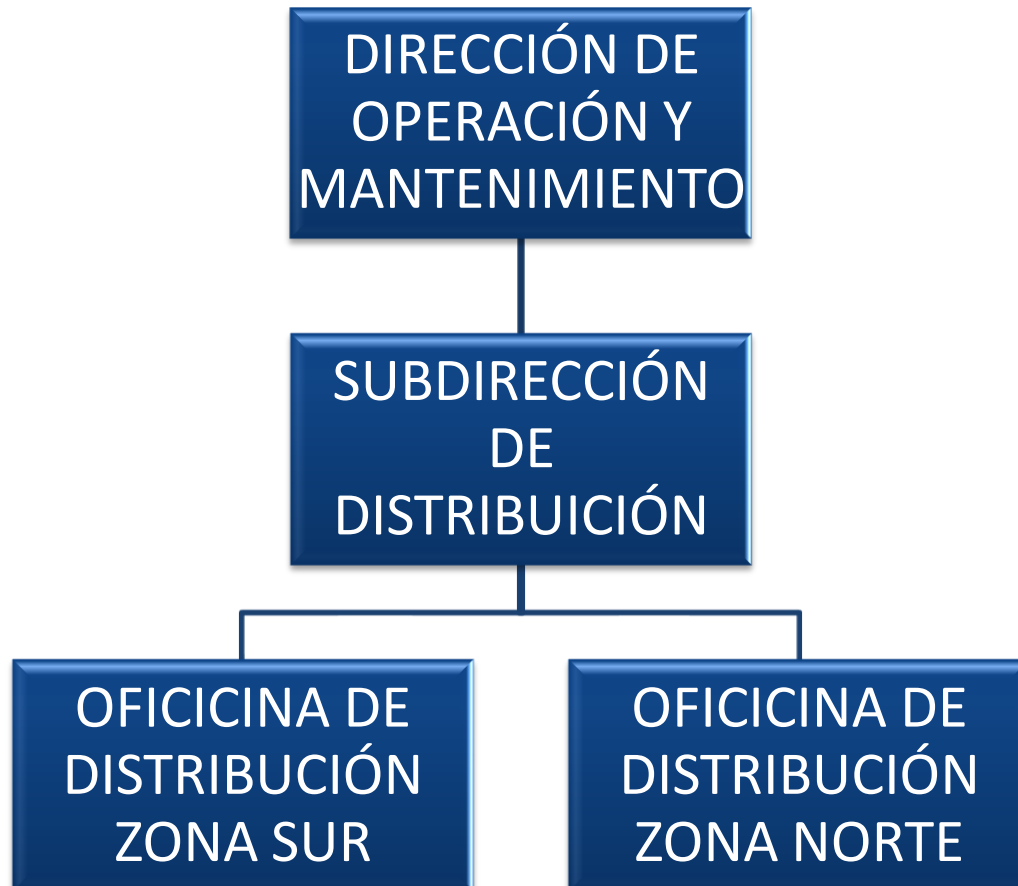 DIRECCIÓN DE
OPERACIÓN Y
MANTENIMIENTO
SUBDIRECCIÓN
DE
DISTRIBUICIÓN
OFICICINA DE
DISTRIBUCIÓN
ZONA SUR
OFICICINA DE
DISTRIBUCIÓN
ZONA NORTE